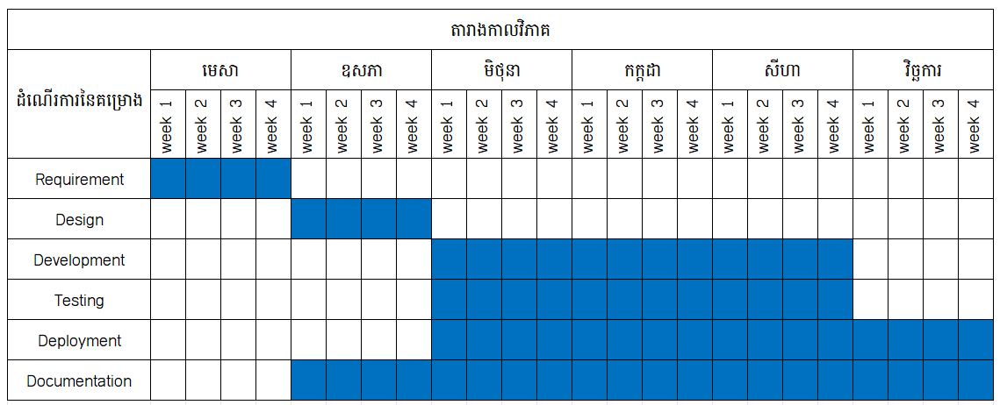 តារាងកាលវិភាគ
ដំណើរការនៃគម្រោង
មេសា ឧសភា មិថុនា កក្កដា សីហា វិច្ឆការ
week 1 week 2 week 3 week 4 week 1 week 2 week 3 week 4 week 1 week 2 week 3 week 4 week 1 week 2 week 3 week 4 week 1 week 2 week 3 week 4 week 1 week 2 week 3 week 4
Requirement
Design
Development
Testing
Deployment
Documentation